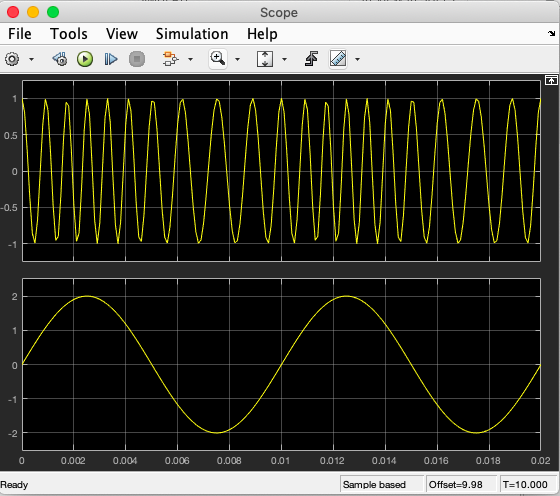 Scope
File Tools View Simulation Help
1
0.5
0
-0.5
-1
2
1
0
-1
-2
0 0.002 0.004 0.006 0.008 0.01 0.012 0.014 0.016 0.018 0.02
Ready Sample based Offset=9.98 T=10.000